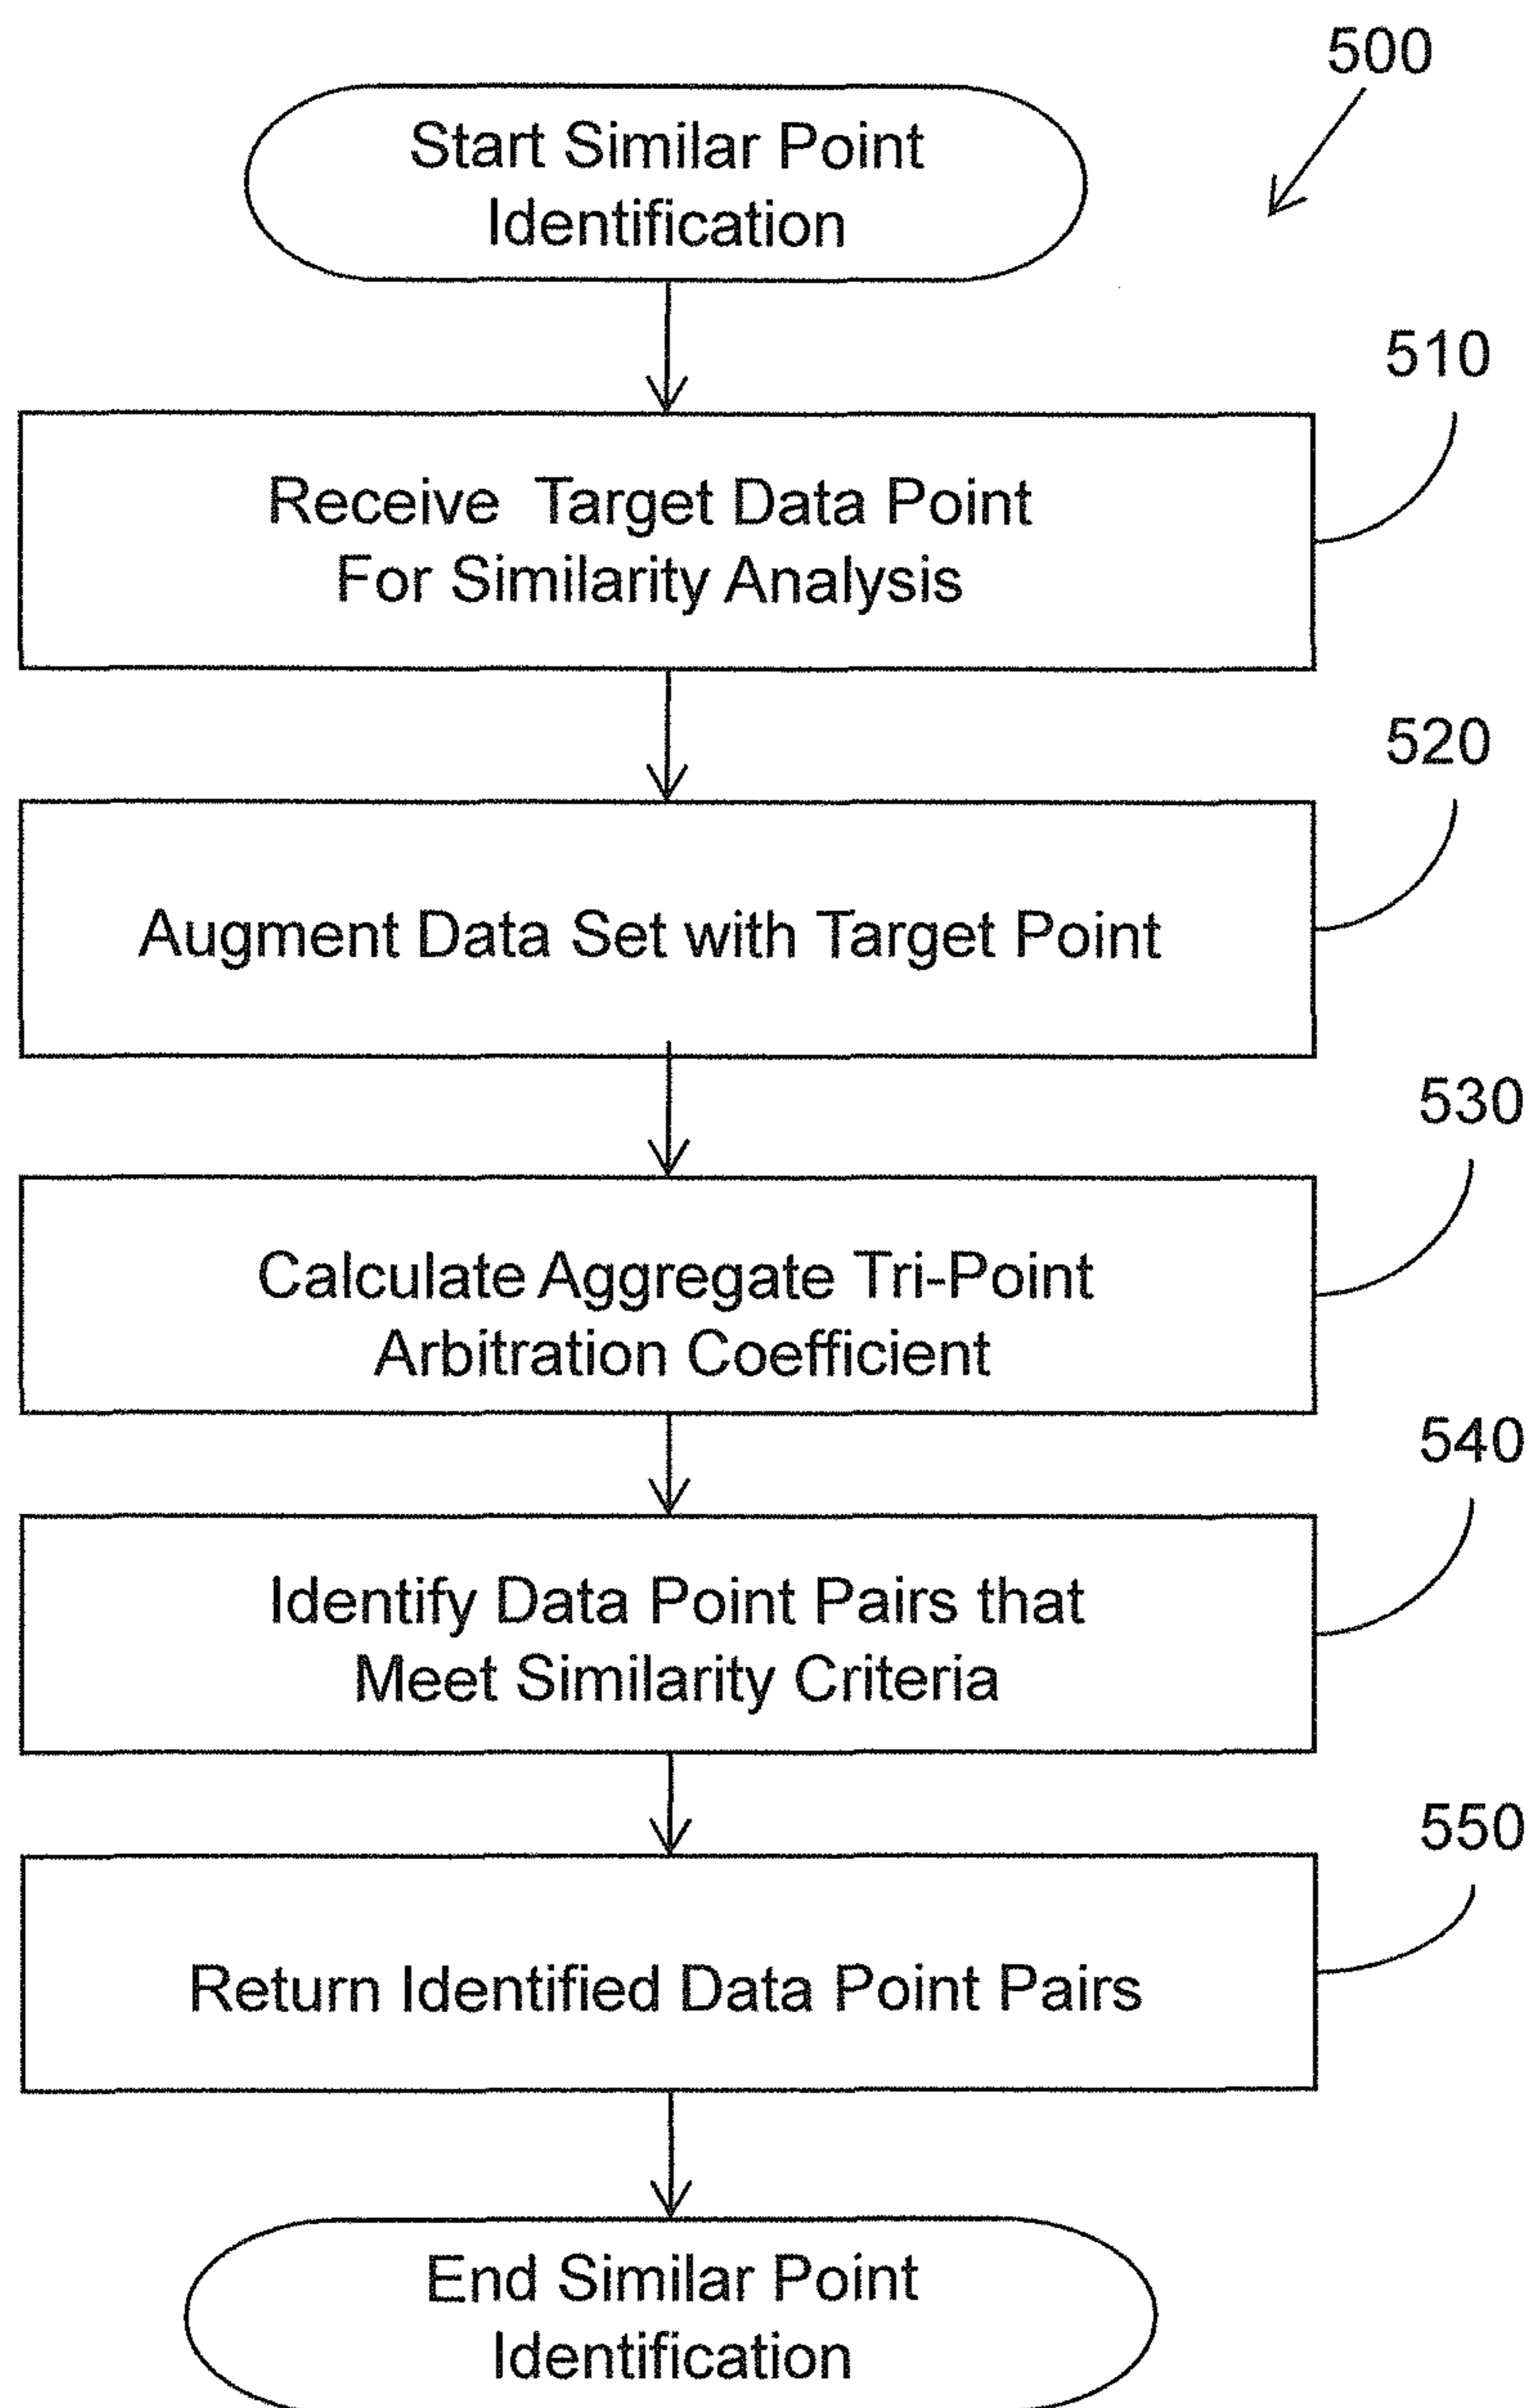 500
Start Similar Point
Identification
510
Receive Target Data Point
For Similarity Analysis
520
Augment Data Set with Target Point
530
Calculate Aggregate Tri-Point
Arbitration Coefficient
540
Identify Data Point Pairs that
Meet Similarity Criteria
550
Return Identified Data Point Pairs
End Similar Point
Identification